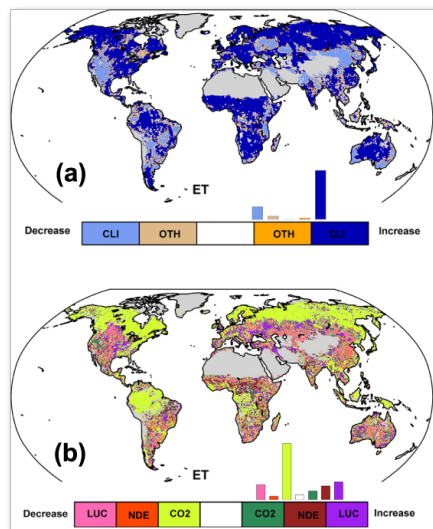 (a)
ET
Decrease CLI OTH OTH CLI Increase
(b)
ET
Decrease LUC NDE CO2 CO2 NDE LUC Increase